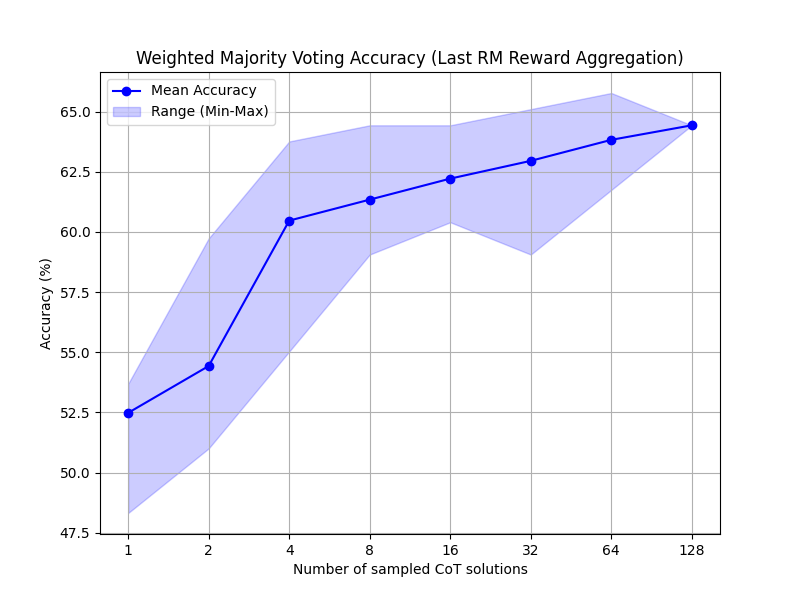 Weighted Majority Voting Accuracy (Last RM Reward Aggregation)
Mean Accuracy
Range (Min-Max)
65.0
62.5
60.0
57.5
55.0
52.5
50.0
47.5
Accuracy (%)
1 2 4 8 16 32 64 128
Number of sampled CoT solutions